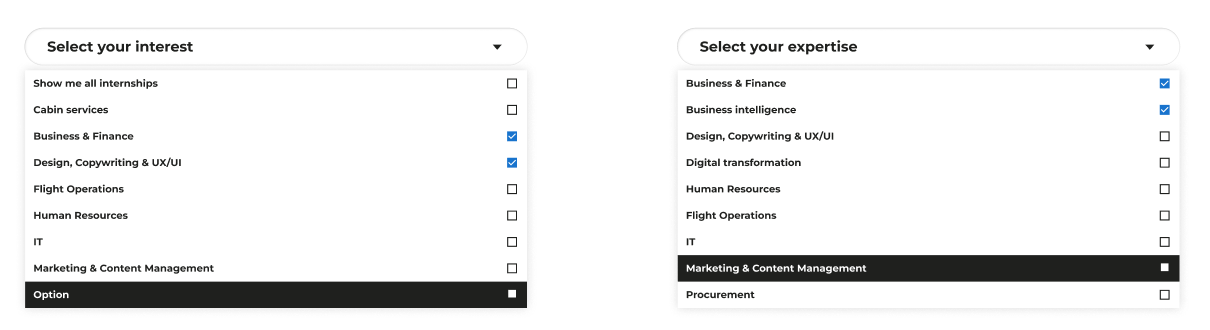 Select your interest
Show me all internships
Cabin services
Business & Finance
Design, Copywriting & UX/UI
Flight Operations
Human Resources
IT
Marketing & Content Management
Option
Select your expertise
Business & Finance
Business intelligence
Design, Copywriting & UX/UI
Digital transformation
Human Resources
Flight Operations
IT
Marketing & Content Management
Procurement